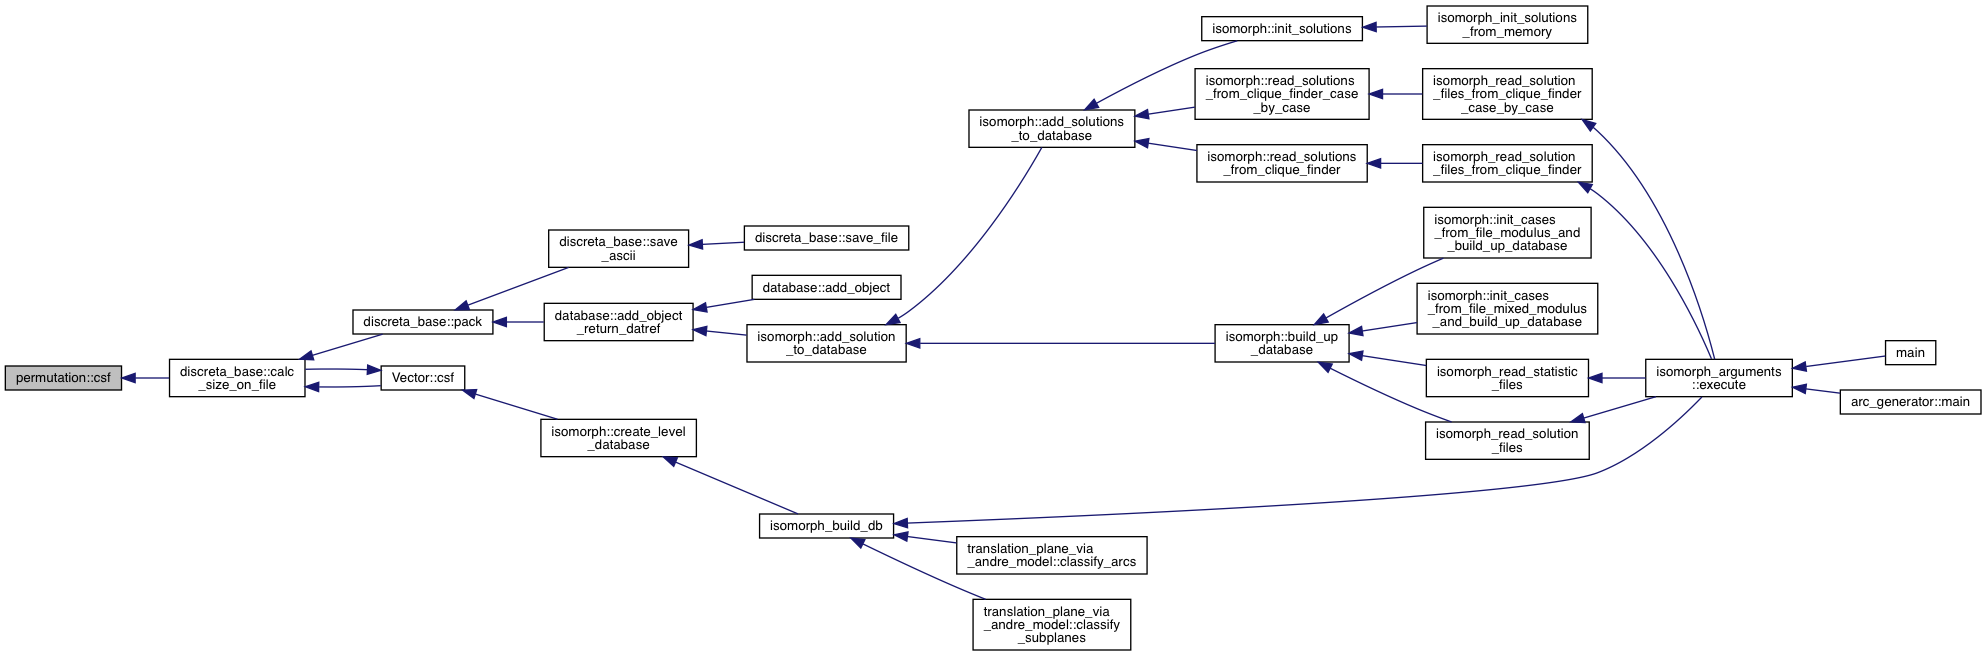 permutation::csf
discreta_base::calc
_size_on_file
discreta_base::pack
discreta_base::save
_ascii
discreta_base::save_file
database::add_object
_return_datref
database::add_object
isomorph::add_solution
_to_database
isomorph::add_solutions
_to_database
isomorph::init_solutions
isomorph_init_solutions
_from_memory
isomorph::read_solutions
_from_clique_finder_case
_by_case
isomorph_read_solution
_files_from_clique_finder
_case_by_case
isomorph::read_solutions
_from_clique_finder
isomorph_read_solution
_files_from_clique_finder
isomorph::build_up
_database
isomorph::init_cases
_from_file_modulus_and
_build_up_database
isomorph::init_cases
_from_file_mixed_modulus
_and_build_up_database
isomorph_read_statistic
_files
isomorph_read_solution
_files
isomorph_arguments
::execute
main
arc_generator::main
Vector::csf
isomorph::create_level
_database
isomorph_build_db
translation_plane_via
_andre_model::classify_arcs
translation_plane_via
_andre_model::classify
_subplanes